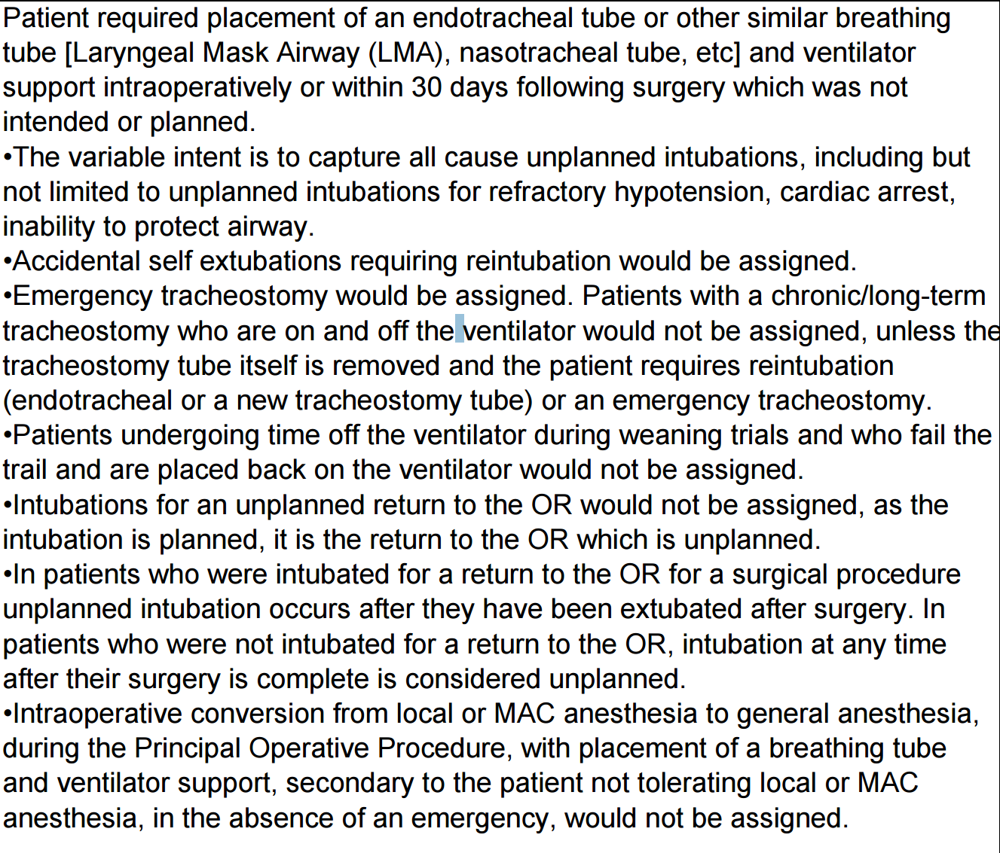 Patient required placement of an endotracheal tube or other similar breathing
tube [Laryngeal Mask Airway (LMA), nasotracheal tube, etc] and ventilator
support intraoperatively or within 30 days following surgery which was not
intended or planned.
•The variable intent is to capture all cause unplanned intubations, including but
not limited to unplanned intubations for refractory hypotension, cardiac arrest,
inability to protect airway.
•Accidental self extubations requiring reintubation would be assigned.
•Emergency tracheostomy would be assigned. Patients with a chronic/long-term
tracheostomy who are on and off the ventilator would not be assigned, unless the
tracheostomy tube itself is removed and the patient requires reintubation
(endotracheal or a new tracheostomy tube) or an emergency tracheostomy.
•Patients undergoing time off the ventilator during weaning trials and who fail the
trail and are placed back on the ventilator would not be assigned.
•Intubations for an unplanned return to the OR would not be assigned, as the
intubation is planned, it is the return to the OR which is unplanned.
•In patients who were intubated for a return to the OR for a surgical procedure
unplanned intubation occurs after they have been extubated after surgery. In
patients who were not intubated for a return to the OR, intubation at any time
after their surgery is complete is considered unplanned.
•Intraoperative conversion from local or MAC anesthesia to general anesthesia,
during the Principal Operative Procedure, with placement of a breathing tube
and ventilator support, secondary to the patient not tolerating local or MAC
anesthesia, in the absence of an emergency, would not be assigned.